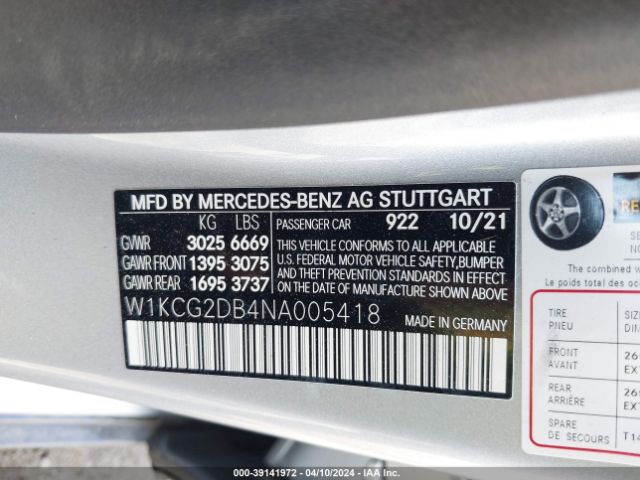 MFD BY MERCEDES-BENZ AG STUTTGART
KG LBS
PASSENGER CAR 922 10/21
GVWR 3025 6669
GAWR FRONT 1395 3075
GAWR REAR 1695 3737
THIS VEHICLE CONFORMS TO ALL APPLICABLE
U.S. FEDERAL MOTOR VEHICLE SAFETY,BUMPER
AND THEFT PREVENTION STANDARDS IN EFFECT
ON THE DATE OF MANUFACTURE SHOWN ABOVE.
W1KCG2DB4NA005418
MADE IN GERMANY
The combined w
TIRE
PNEU
FRONT
AVANT
REAR
ARRIÈRE
SPARE
DE SECOURS
000-39141972 - 04/10/2024 - IAA Inc.